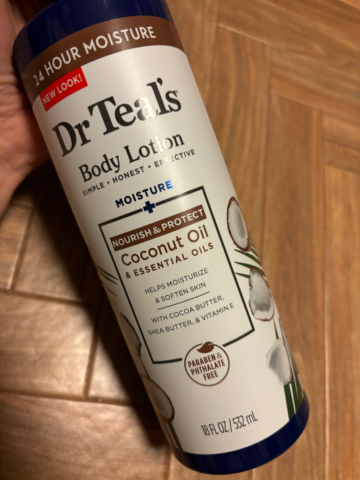 24 HOUR MOISTURE
NEW LOOK!
Dr Teal's
Body Lotion
SIMPLE • HONEST • EFFECTIVE
MOISTURE
+
NOURISH & PROTECT
Coconut Oil
& ESSENTIAL OILS
HELPS MOISTURIZE
& SOFTEN SKIN
WITH COCOA BUTTER,
SHEA BUTTER, & VITAMIN E
PARABEN &
PHTHALATE
FREE
18 FL OZ / 532 mL